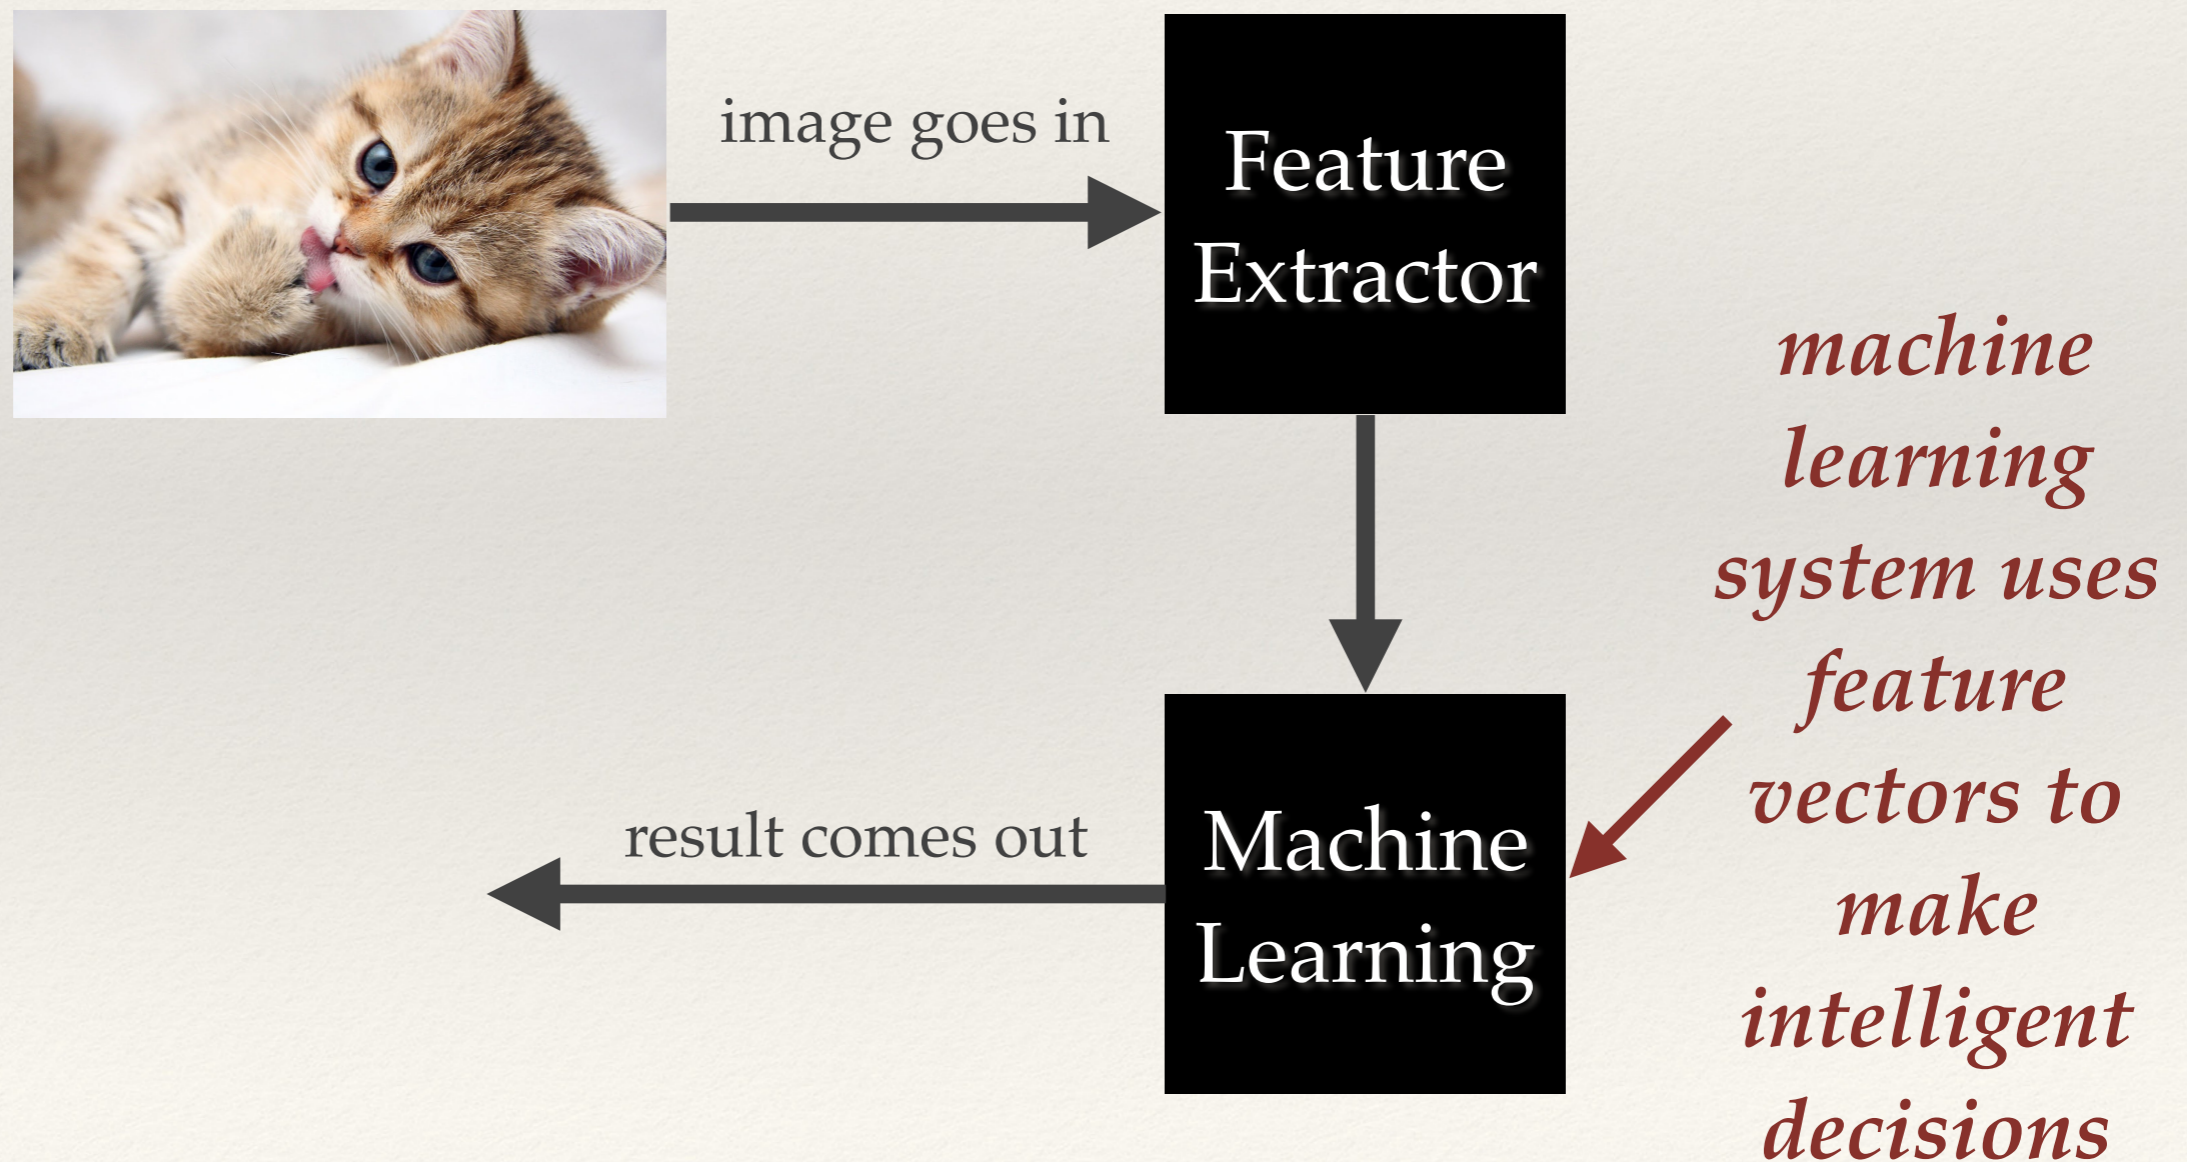 image goes in
Feature
Extractor
machine
learning
system uses
feature
vectors to
make
intelligent
decisions
result comes out
Machine
Learning